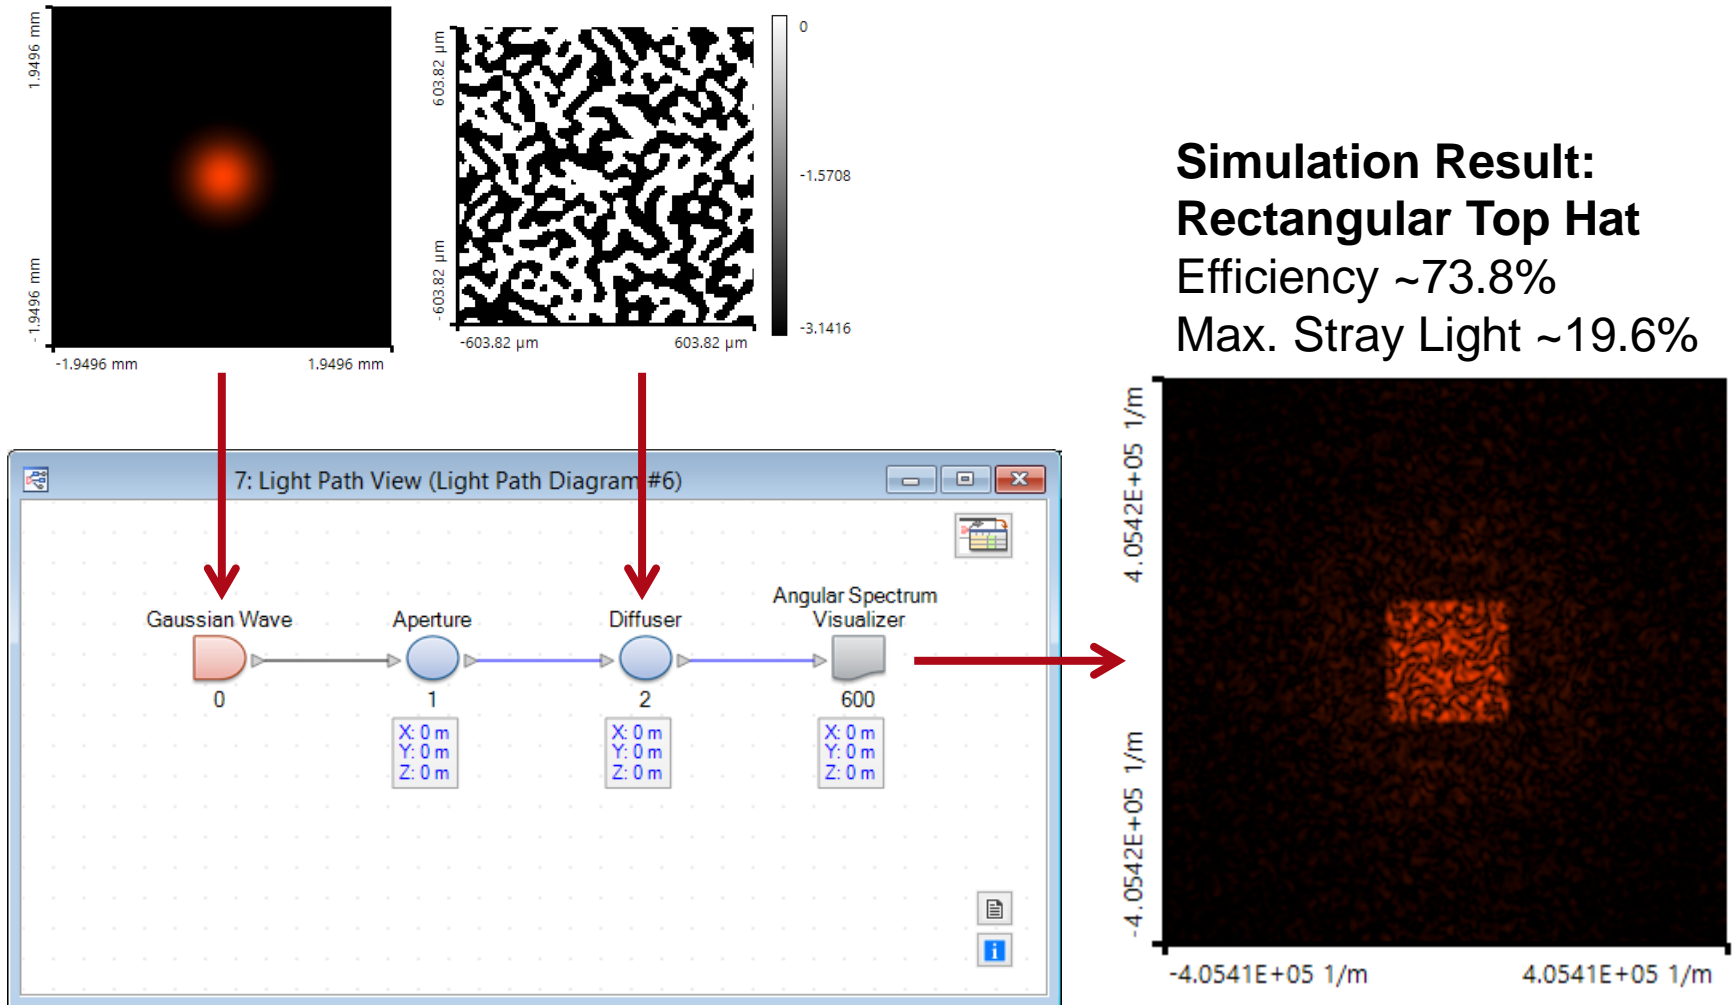 1.9496 mm
-1.9496 mm
-1.9496 mm
1.9496 mm
603.82 µm
-603.82 µm
-603.82 µm
603.82 µm
0
-1.5708
-3.1416
Simulation Result:
Rectangular Top Hat
Efficiency ~73.8%
Max. Stray Light ~19.6%
7: Light Path View (Light Path Diagram #6)
Gaussian Wave
0
Aperture
1
X: 0 m
Y: 0 m
Z: 0 m
Diffuser
2
X: 0 m
Y: 0 m
Z: 0 m
Angular Spectrum
Visualizer
600
X: 0 m
Y: 0 m
Z: 0 m
i
4.0542E+05 1/m
-4.0542E+05 1/m
-4.0541E+05 1/m
4.0541E+05 1/m